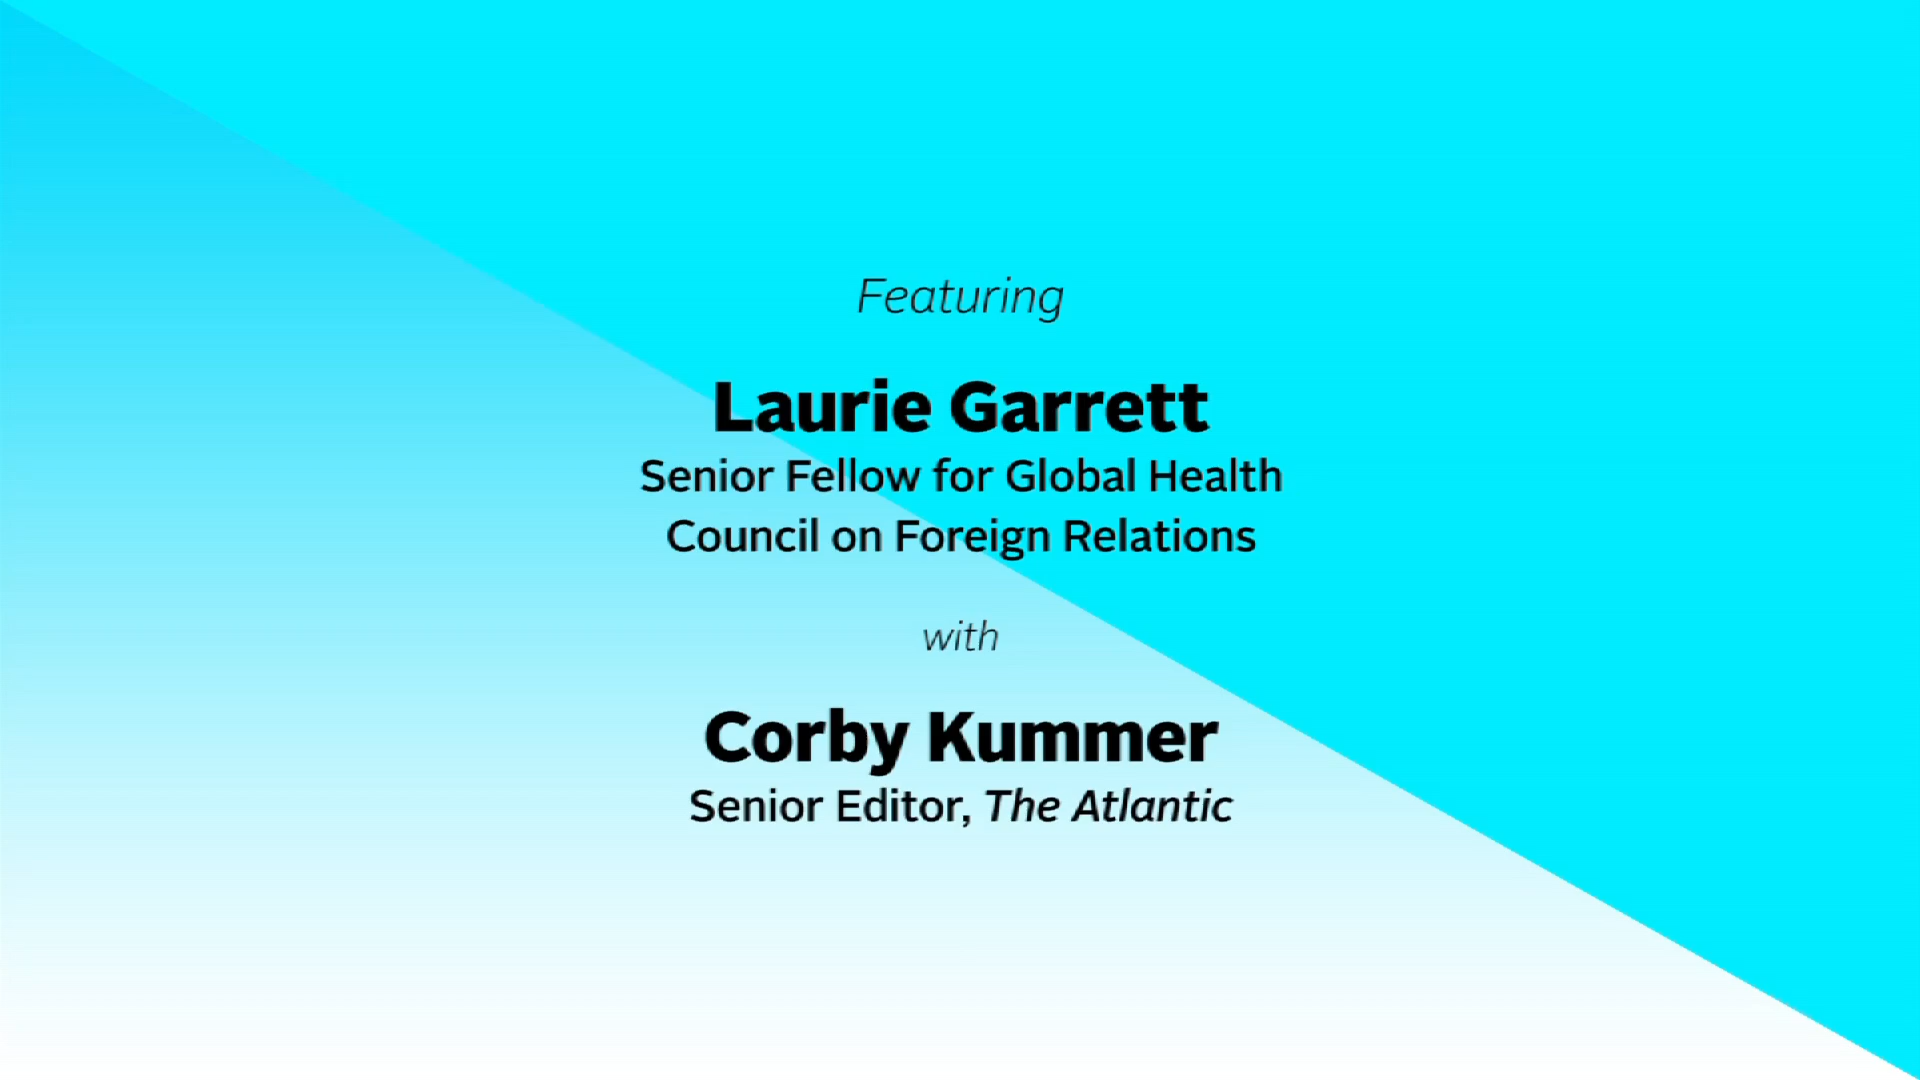 Featuring
Laurie Garrett
Senior Fellow for Global Health
Council on Foreign Relations
with
Corby Kummer
Senior Editor, The Atlantic